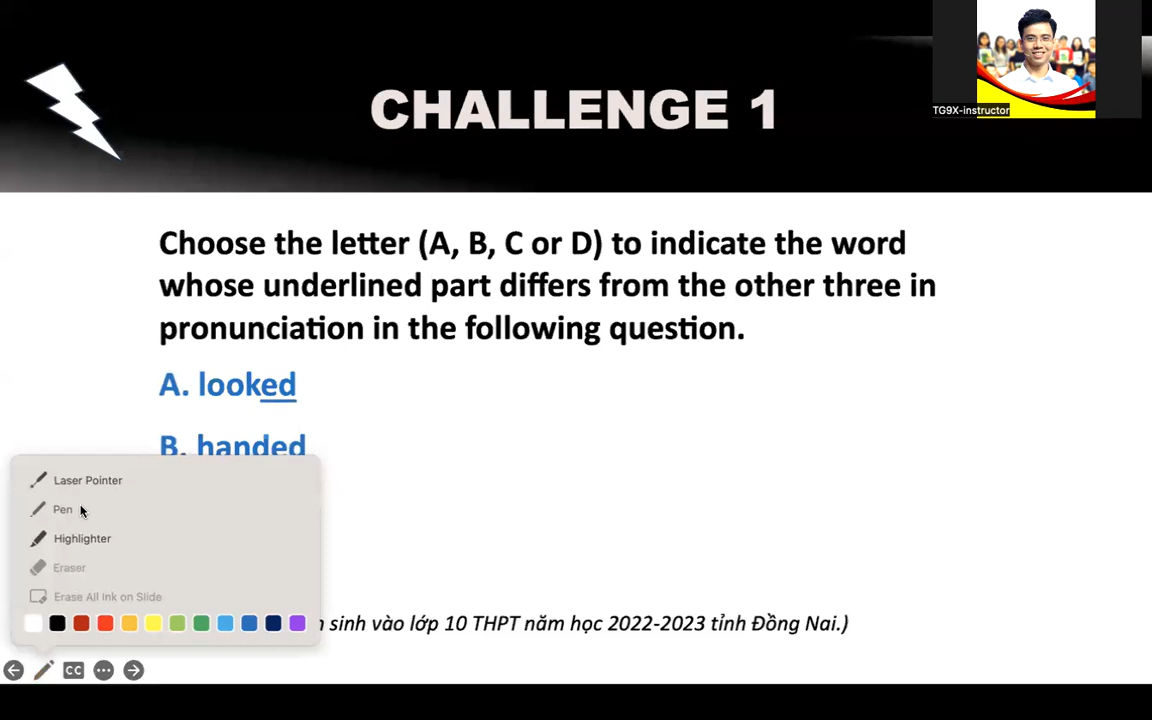 CHALLENGE 1
TG9X-instructor
Choose the letter (A, B, C or D) to indicate the word
whose underlined part differs from the other three in
pronunciation in the following question.
A. looked
B. handed
Laser Pointer
Pen
Highlighter
Eraser
Erase All Ink on Slide
sinh vào lớp 10 THPT năm học 2022-2023 tỉnh Đồng Nai.)
CC